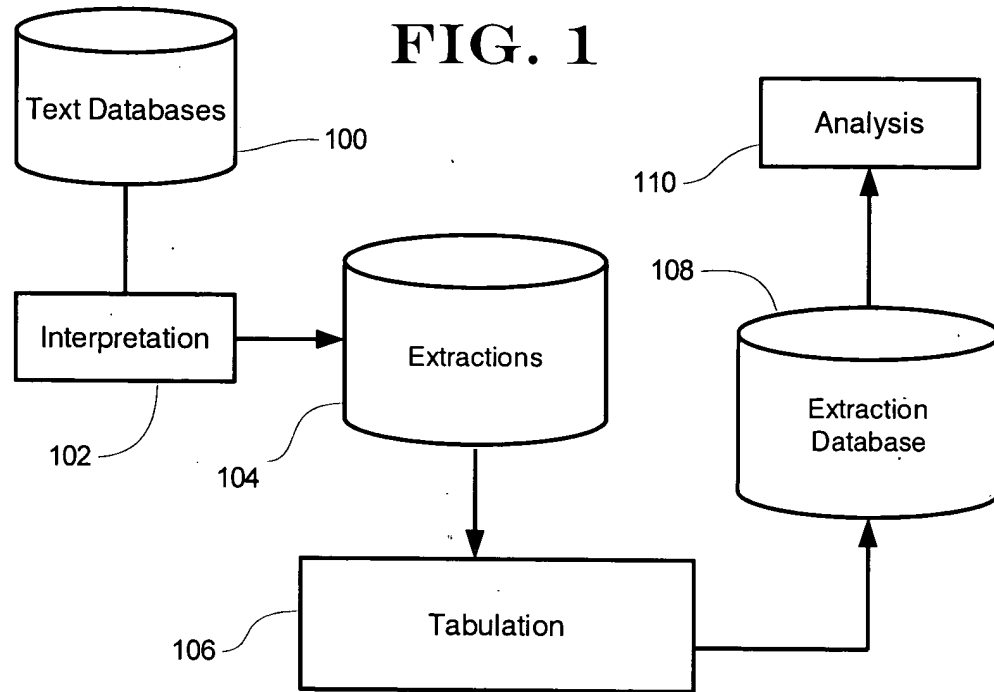 FIG. 1
Text Databases
100
Interpretation
102
Extractions
104
Tabulation
106
Extraction
Database
108
Analysis
110